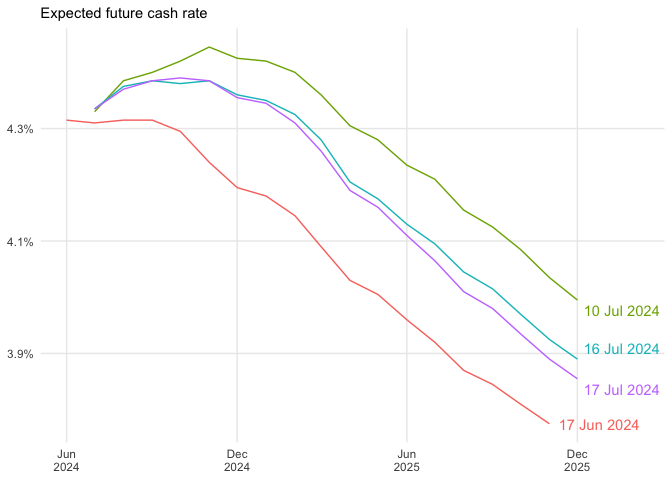 Expected future cash rate
4.3%
4.1%
3.9%
10 Jul 2024
16 Jul 2024
17 Jul 2024
17 Jun 2024
Jun
2024
Dec
2024
Jun
2025
Dec
2025